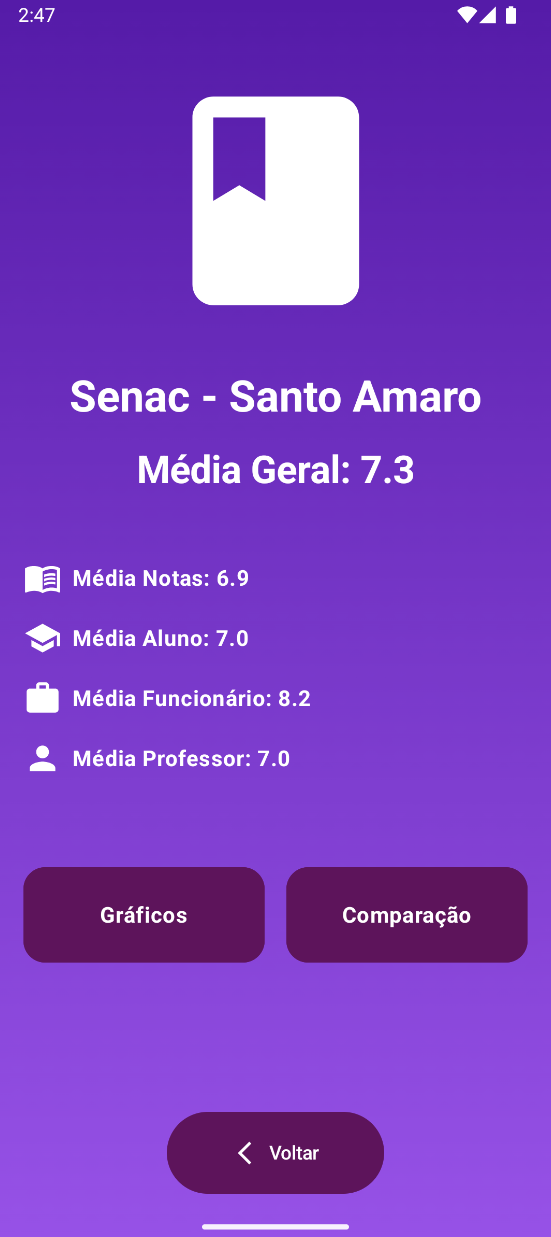 2:47
Senac - Santo Amaro
Média Geral: 7.3
Média Notas: 6.9
Média Aluno: 7.0
Média Funcionário: 8.2
Média Professor: 7.0
Gráficos
Comparação
Voltar